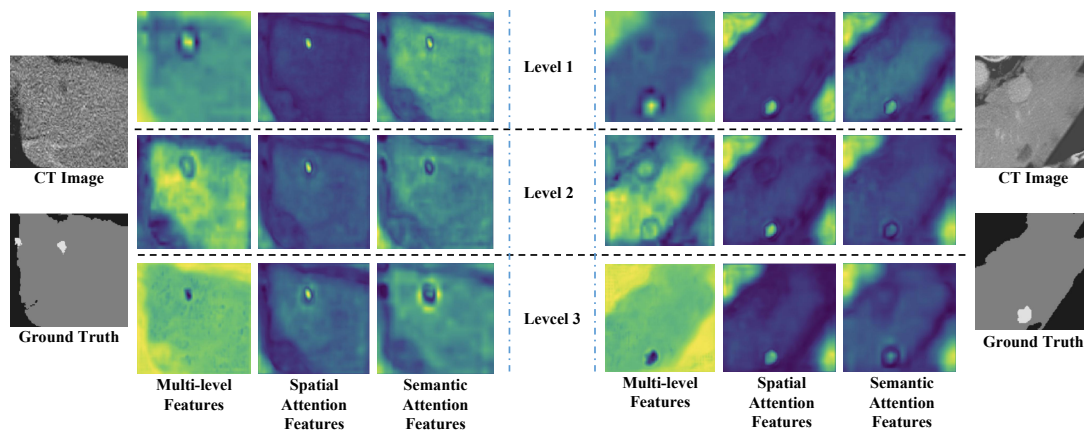 Level 1
CT Image
CT Image
Level 2
Ground Truth
Levcel 3
Ground Truth
Multi-level
Features
Spatial
Attention
Features
Semantic
Attention Features
Multi-level
Features
Spatial
Attention
Features
Semantic
Attention Features